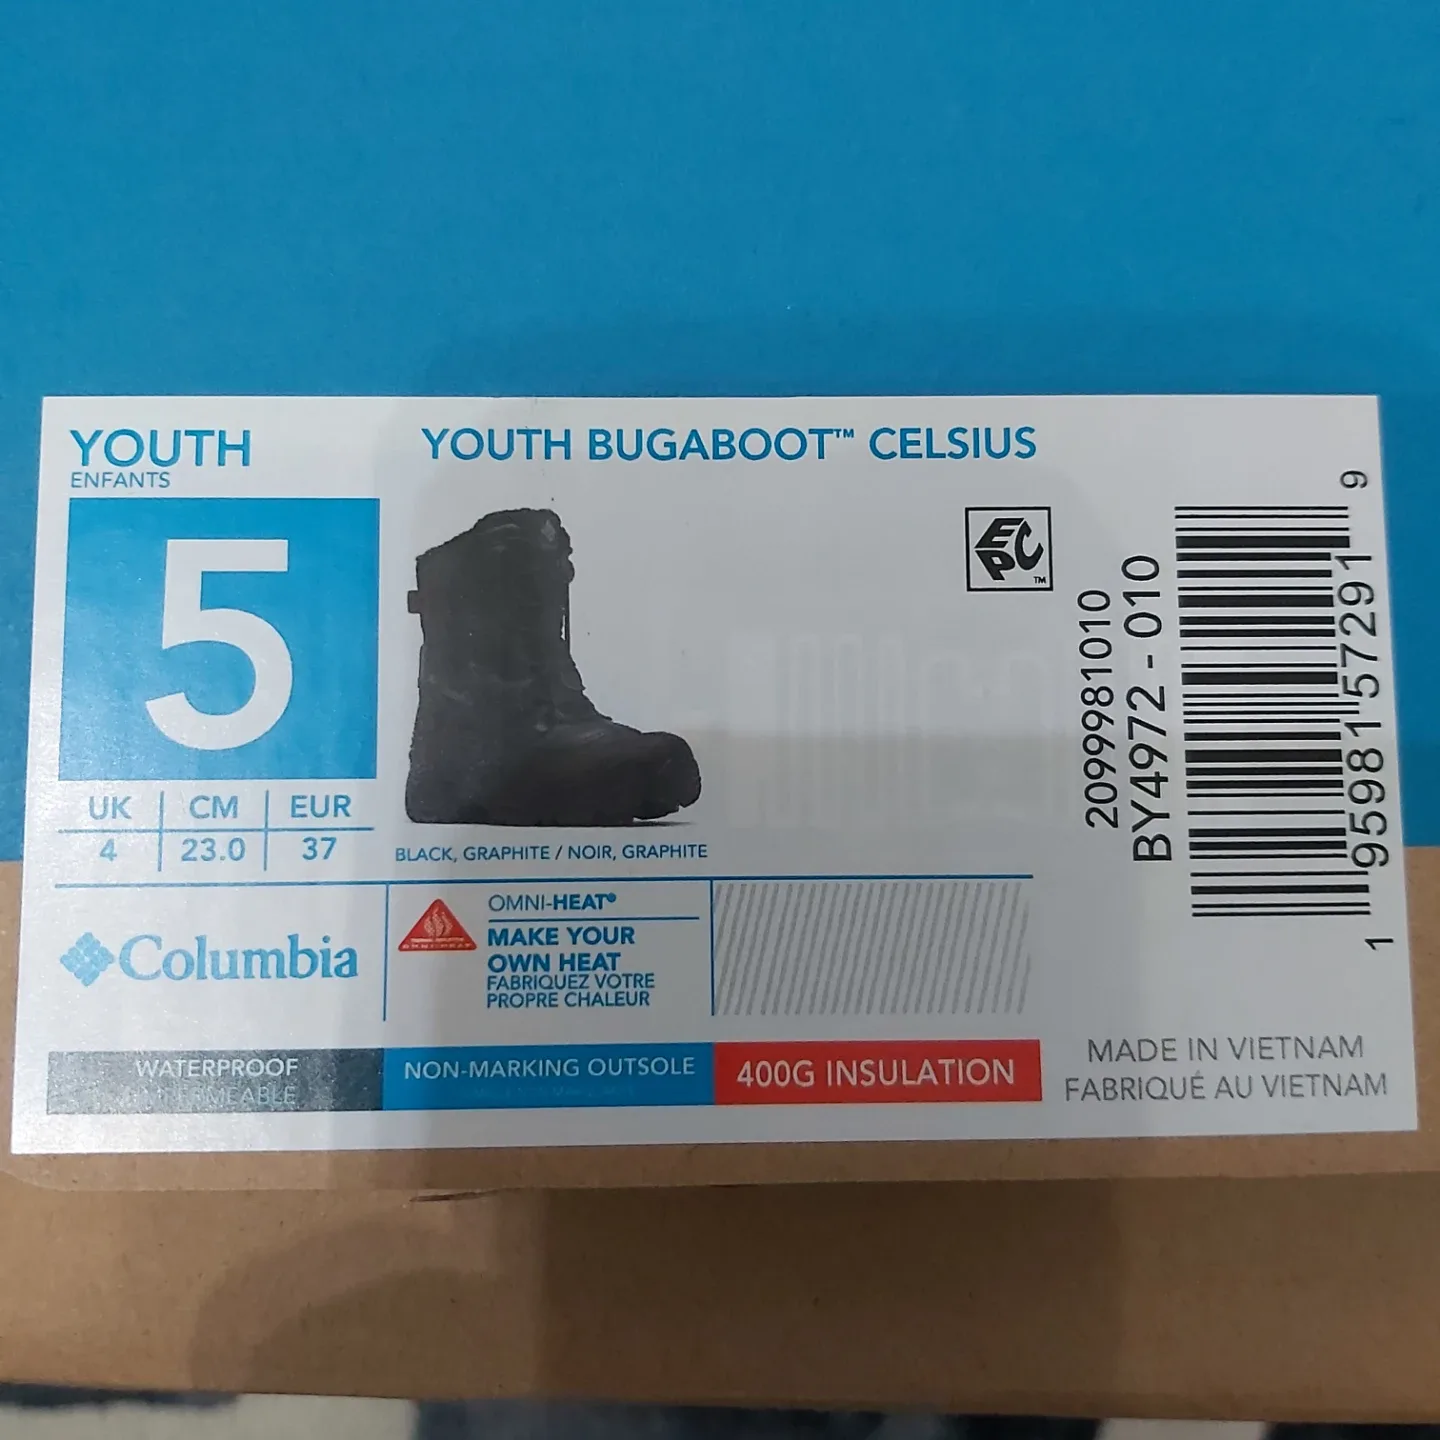 YOUTH
ENFANTS
5
UK CM EUR
4 23.0 37
YOUTH BUGABOOT™ CELSIUS
BLACK, GRAPHITE / NOIR, GRAPHITE
EPC™
2099981010
BY4972 - 010
1 95981 57291 9
Columbia
OMNI-HEAT®
MAKE YOUR
OWN HEAT
FABRIQUEZ VOTRE
PROPRE CHALEUR
WATERPROOF
NON-MARKING OUTSOLE
400G INSULATION
MADE IN VIETNAM
FABRIQUÉ AU VIETNAM